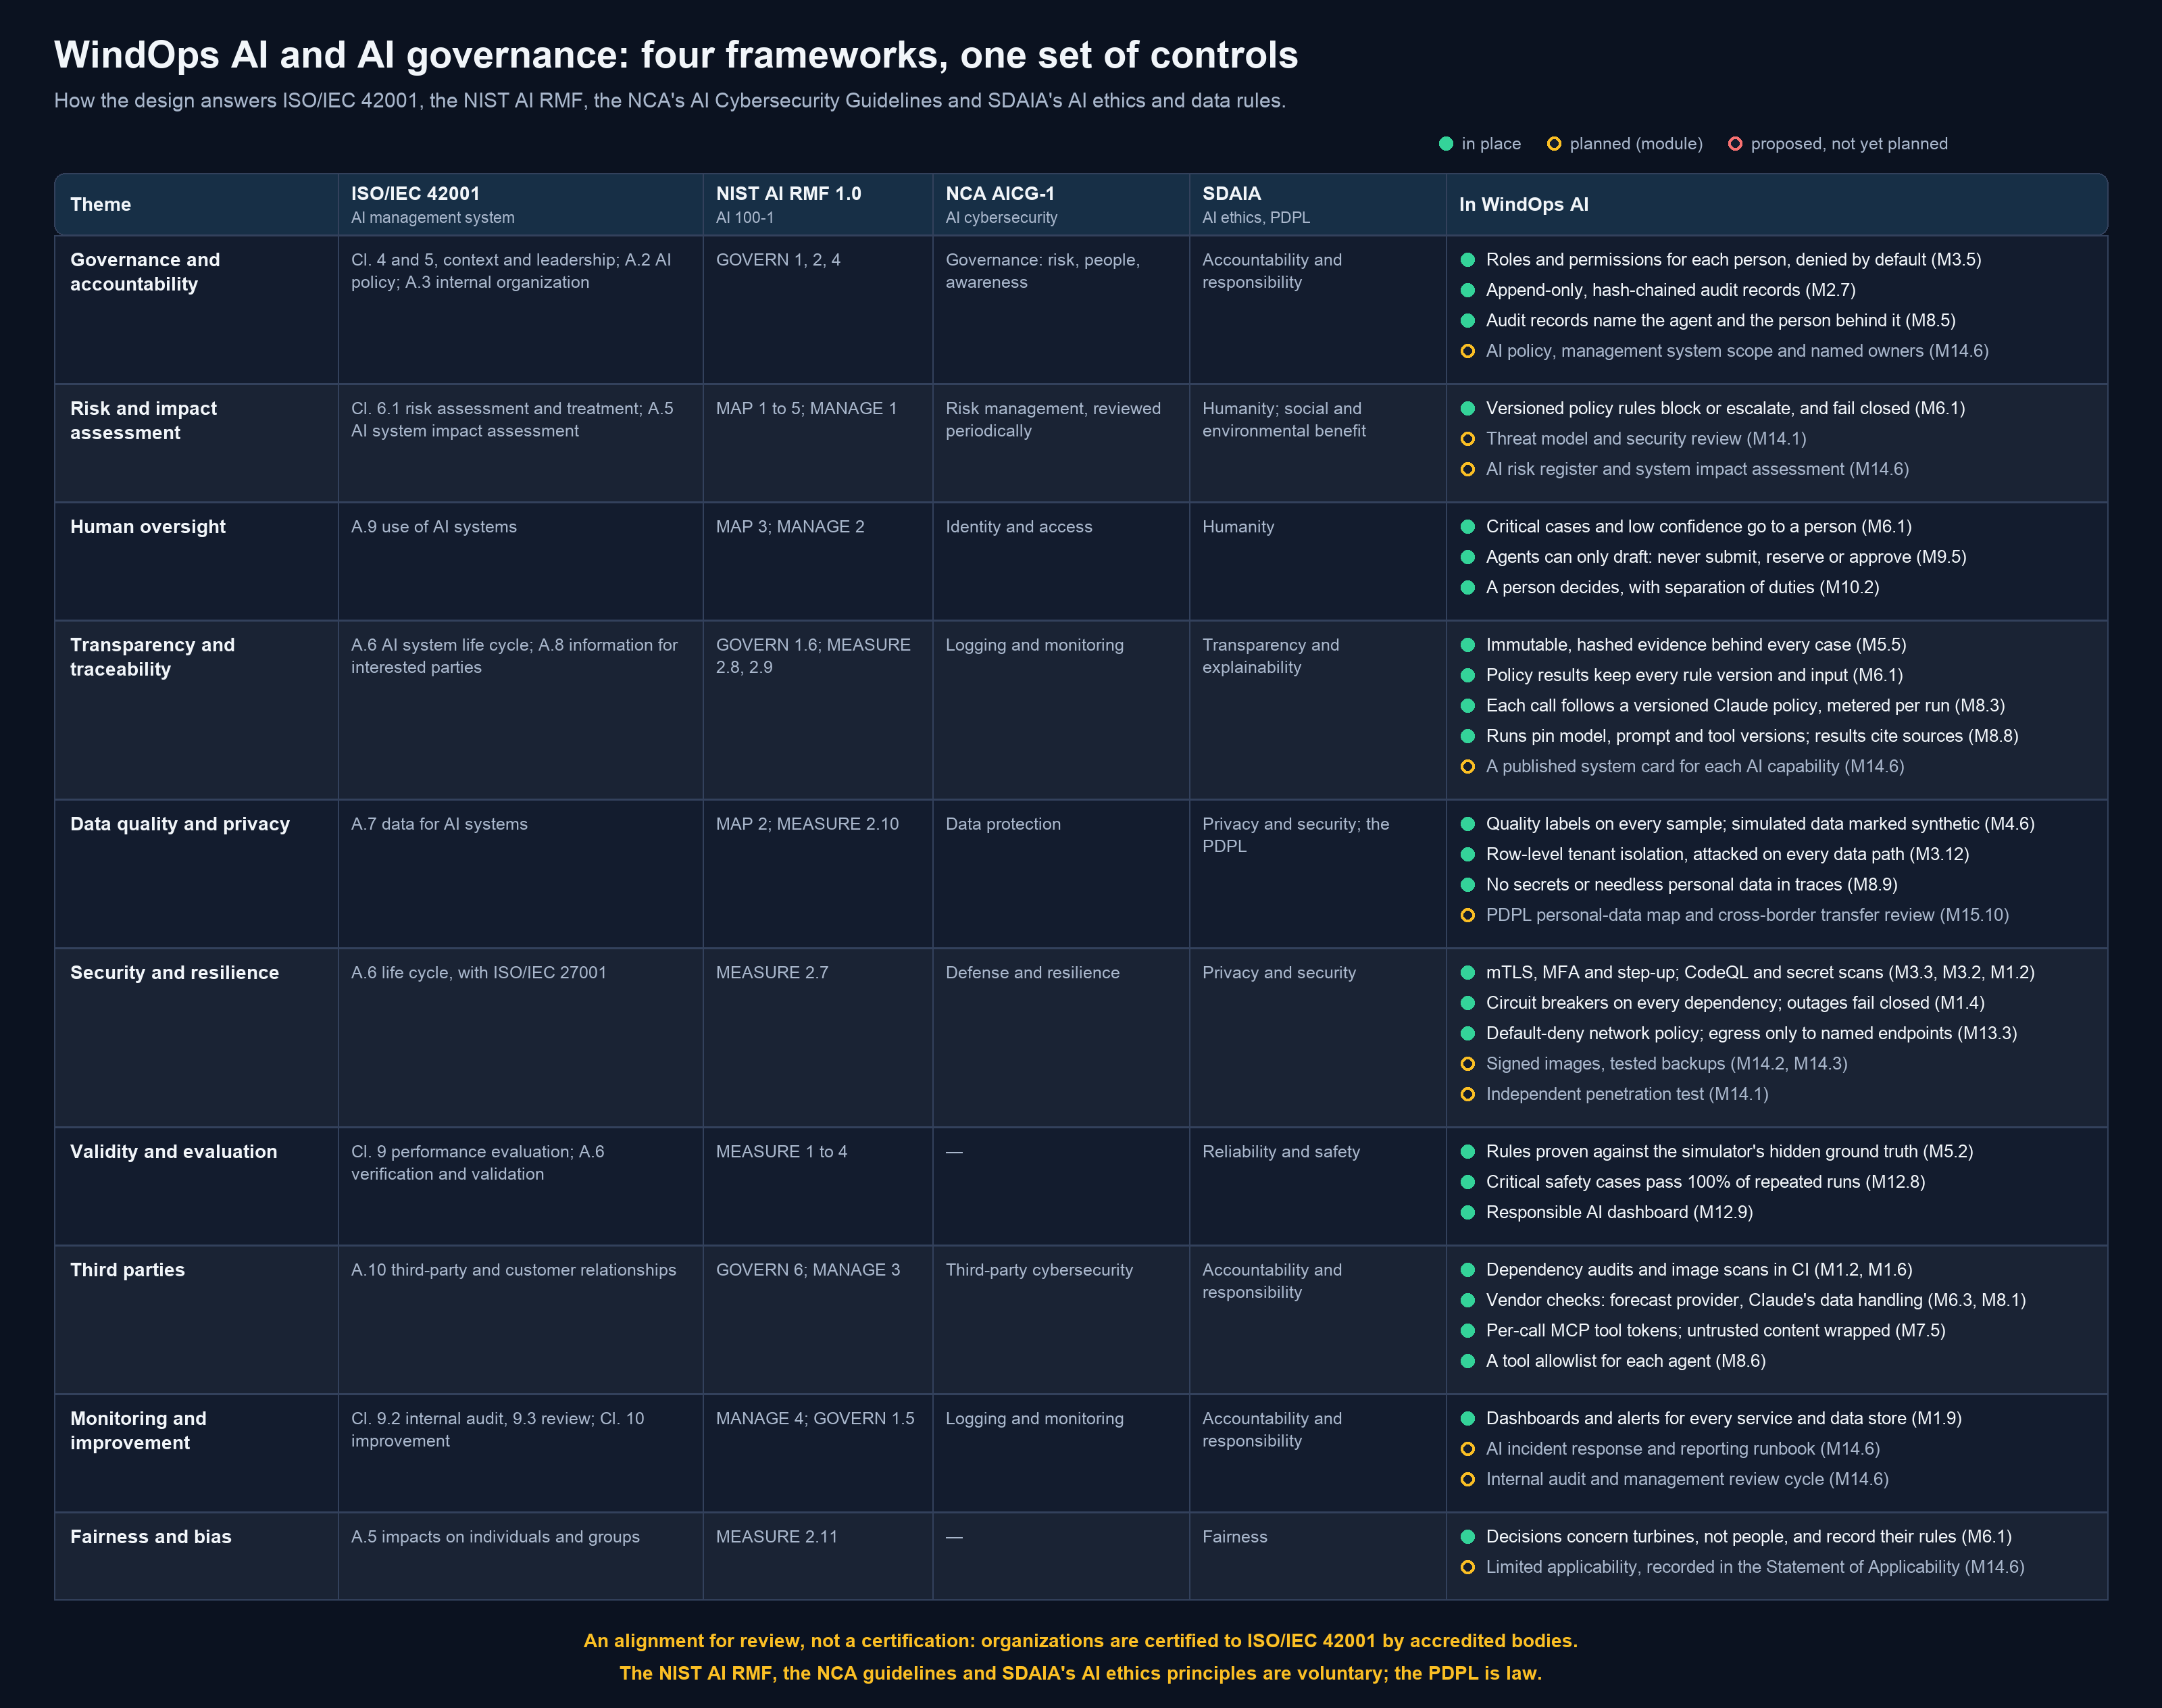 WindOps AI and AI governance: four frameworks, one set of controls
How the design answers ISO/IEC 42001, the NIST AI RMF, the NCA's AI Cybersecurity Guidelines and SDAIA's AI ethics and data rules.
in place
planned (module)
proposed, not yet planned
Theme
ISO/IEC 42001
AI management system
NIST AI RMF 1.0
AI 100-1
NCA AICG-1
AI cybersecurity
SDAIA
AI ethics, PDPL
In WindOps AI
Governance and
accountability
Cl. 4 and 5, context and leadership; A.2 AI
policy; A.3 internal organization
GOVERN 1, 2, 4
Governance: risk, people,
awareness
Accountability and
responsibility
Roles and permissions for each person, denied by default (M3.5)
Append-only, hash-chained audit records (M2.7)
Audit records name the agent and the person behind it (M8.5)
AI policy, management system scope and named owners (M14.6)
Risk and impact
assessment
Cl. 6.1 risk assessment and treatment; A.5
AI system impact assessment
MAP 1 to 5; MANAGE 1
Risk management, reviewed
periodically
Humanity; social and
environmental benefit
Versioned policy rules block or escalate, and fail closed (M6.1)
Threat model and security review (M14.1)
AI risk register and system impact assessment (M14.6)
Human oversight
A.9 use of AI systems
MAP 3; MANAGE 2
Identity and access
Humanity
Critical cases and low confidence go to a person (M6.1)
Agents can only draft: never submit, reserve or approve (M9.5)
A person decides, with separation of duties (M10.2)
Transparency and
traceability
A.6 AI system life cycle; A.8 information for
interested parties
GOVERN 1.6; MEASURE
2.8, 2.9
Logging and monitoring
Transparency and
explainability
Immutable, hashed evidence behind every case (M5.5)
Policy results keep every rule version and input (M6.1)
Each call follows a versioned Claude policy, metered per run (M8.3)
Runs pin model, prompt and tool versions; results cite sources (M8.8)
A published system card for each AI capability (M14.6)
Data quality and privacy
A.7 data for AI systems
MAP 2; MEASURE 2.10
Data protection
Privacy and security; the
PDPL
Quality labels on every sample; simulated data marked synthetic (M4.6)
Row-level tenant isolation, attacked on every data path (M3.12)
No secrets or needless personal data in traces (M8.9)
PDPL personal-data map and cross-border transfer review (M15.10)
Security and resilience
A.6 life cycle, with ISO/IEC 27001
MEASURE 2.7
Defense and resilience
Privacy and security
mTLS, MFA and step-up; CodeQL and secret scans (M3.3, M3.2, M1.2)
Circuit breakers on every dependency; outages fail closed (M1.4)
Default-deny network policy; egress only to named endpoints (M13.3)
Signed images, tested backups (M14.2, M14.3)
Independent penetration test (M14.1)
Validity and evaluation
Cl. 9 performance evaluation; A.6
verification and validation
MEASURE 1 to 4
—
Reliability and safety
Rules proven against the simulator's hidden ground truth (M5.2)
Critical safety cases pass 100% of repeated runs (M12.8)
Responsible AI dashboard (M12.9)
Third parties
A.10 third-party and customer relationships
GOVERN 6; MANAGE 3
Third-party cybersecurity
Accountability and
responsibility
Dependency audits and image scans in CI (M1.2, M1.6)
Vendor checks: forecast provider, Claude's data handling (M6.3, M8.1)
Per-call MCP tool tokens; untrusted content wrapped (M7.5)
A tool allowlist for each agent (M8.6)
Monitoring and
improvement
Cl. 9.2 internal audit, 9.3 review; Cl. 10
improvement
MANAGE 4; GOVERN 1.5
Logging and monitoring
Accountability and
responsibility
Dashboards and alerts for every service and data store (M1.9)
AI incident response and reporting runbook (M14.6)
Internal audit and management review cycle (M14.6)
Fairness and bias
A.5 impacts on individuals and groups
MEASURE 2.11
—
Fairness
Decisions concern turbines, not people, and record their rules (M6.1)
Limited applicability, recorded in the Statement of Applicability (M14.6)
An alignment for review, not a certification: organizations are certified to ISO/IEC 42001 by accredited bodies.
The NIST AI RMF, the NCA guidelines and SDAIA's AI ethics principles are voluntary; the PDPL is law.